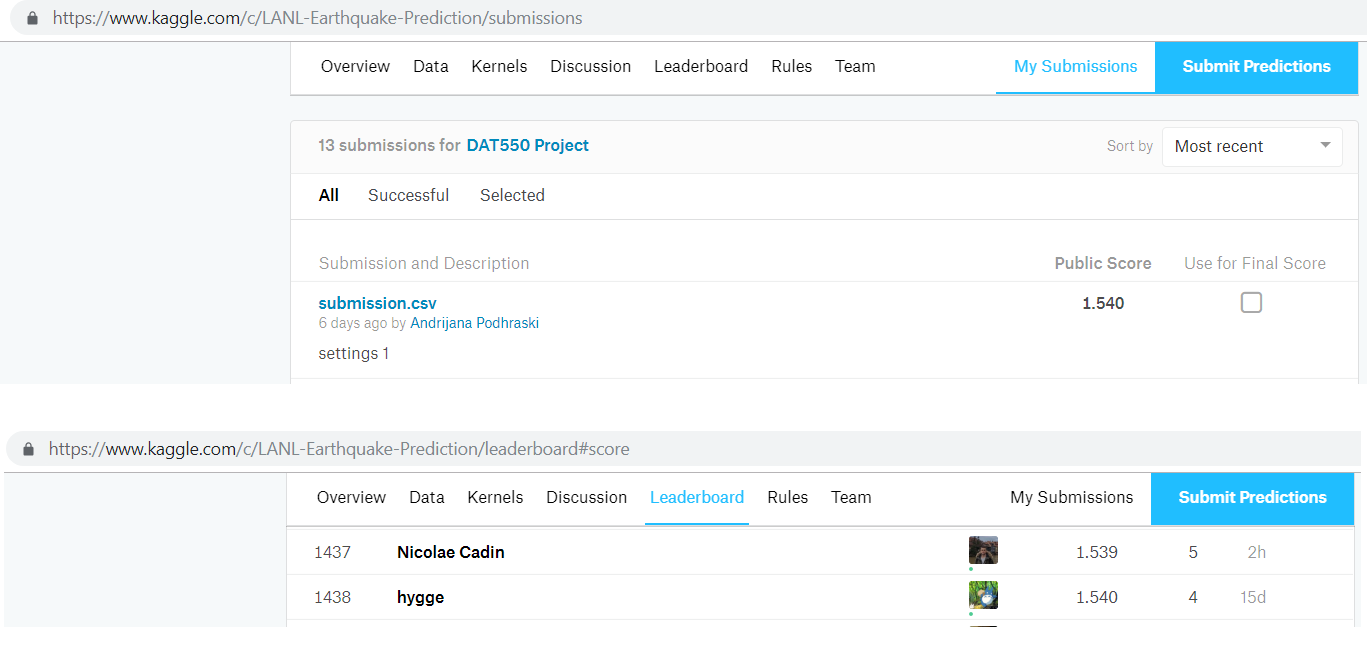 https://www.kaggle.com/c/LANL-Earthquake-Prediction/submissions
Overview Data Kernels Discussion Leaderboard Rules Team My Submissions Submit Predictions
13 submissions for DAT550 Project Sort by Most recent
All Successful Selected
Submission and Description Public Score Use for Final Score
submission.csv 1.540
6 days ago by Andrijana Podhraski
settings 1
https://www.kaggle.com/c/LANL-Earthquake-Prediction/leaderboard#score
Overview Data Kernels Discussion Leaderboard Rules Team My Submissions Submit Predictions
1437 Nicolae Cadin 1.539 5 2h
1438 hygge 1.540 4 15d